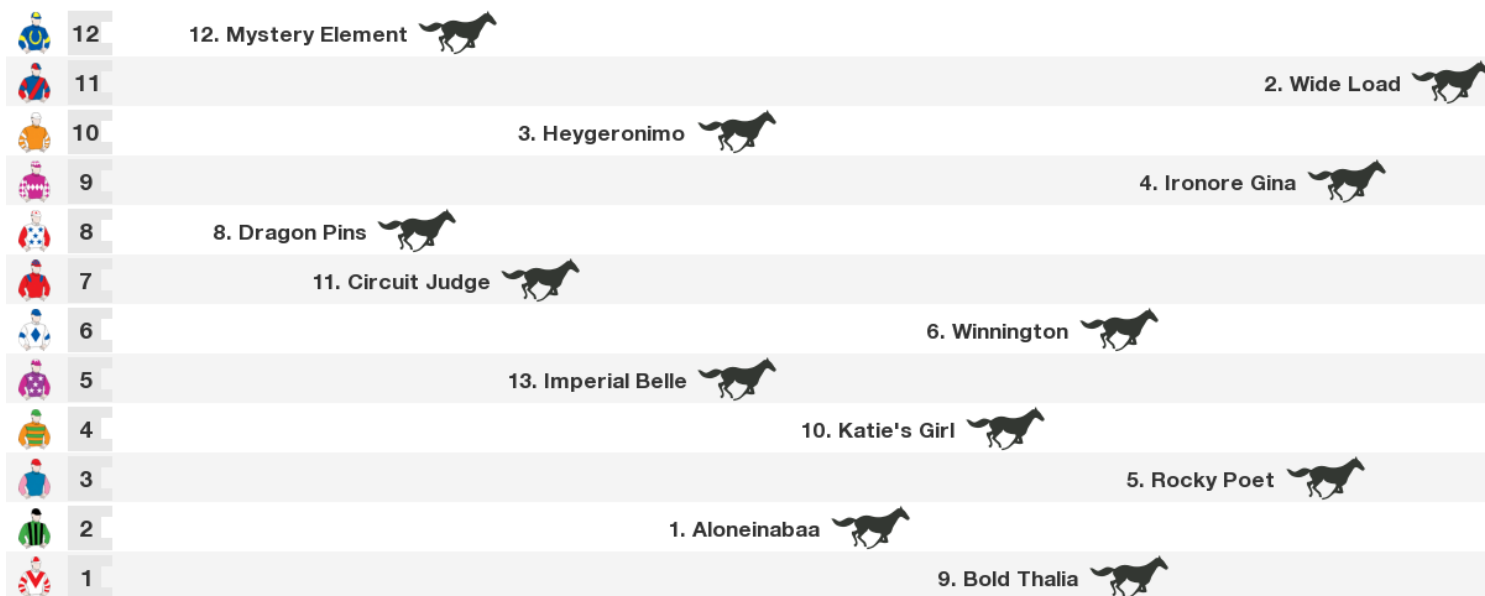 12 12. Mystery Element
11 2. Wide Load
10 3. Heygeronimo
9 4. Ironore Gina
8 8. Dragon Pins
7 11. Circuit Judge
6 6. Winnington
5 13. Imperial Belle
4 10. Katie's Girl
3 5. Rocky Poet
2 1. Aloneinabaa
1 9. Bold Thalia